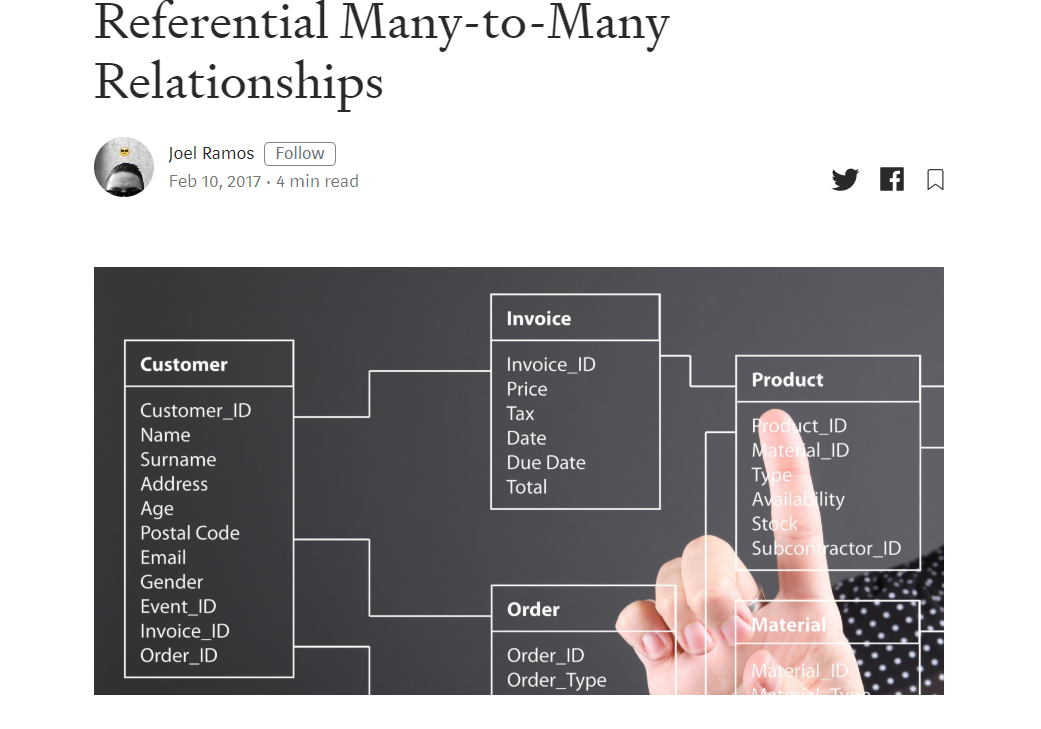 Referential Many-to-Many
Relationships
Joel Ramos Follow
Feb 10, 2017 · 4 min read
Customer
Customer_ID
Name
Surname
Address
Age
Postal Code
Email
Gender
Event_ID
Invoice_ID
Order_ID
Invoice
Invoice_ID
Price
Tax
Date
Due Date
Total
Order
Order_ID
Order_Type
Product
Product_ID
Material_ID
Type
Availability
Stock
Subcontractor_ID
Material
Material_ID
Material_Type